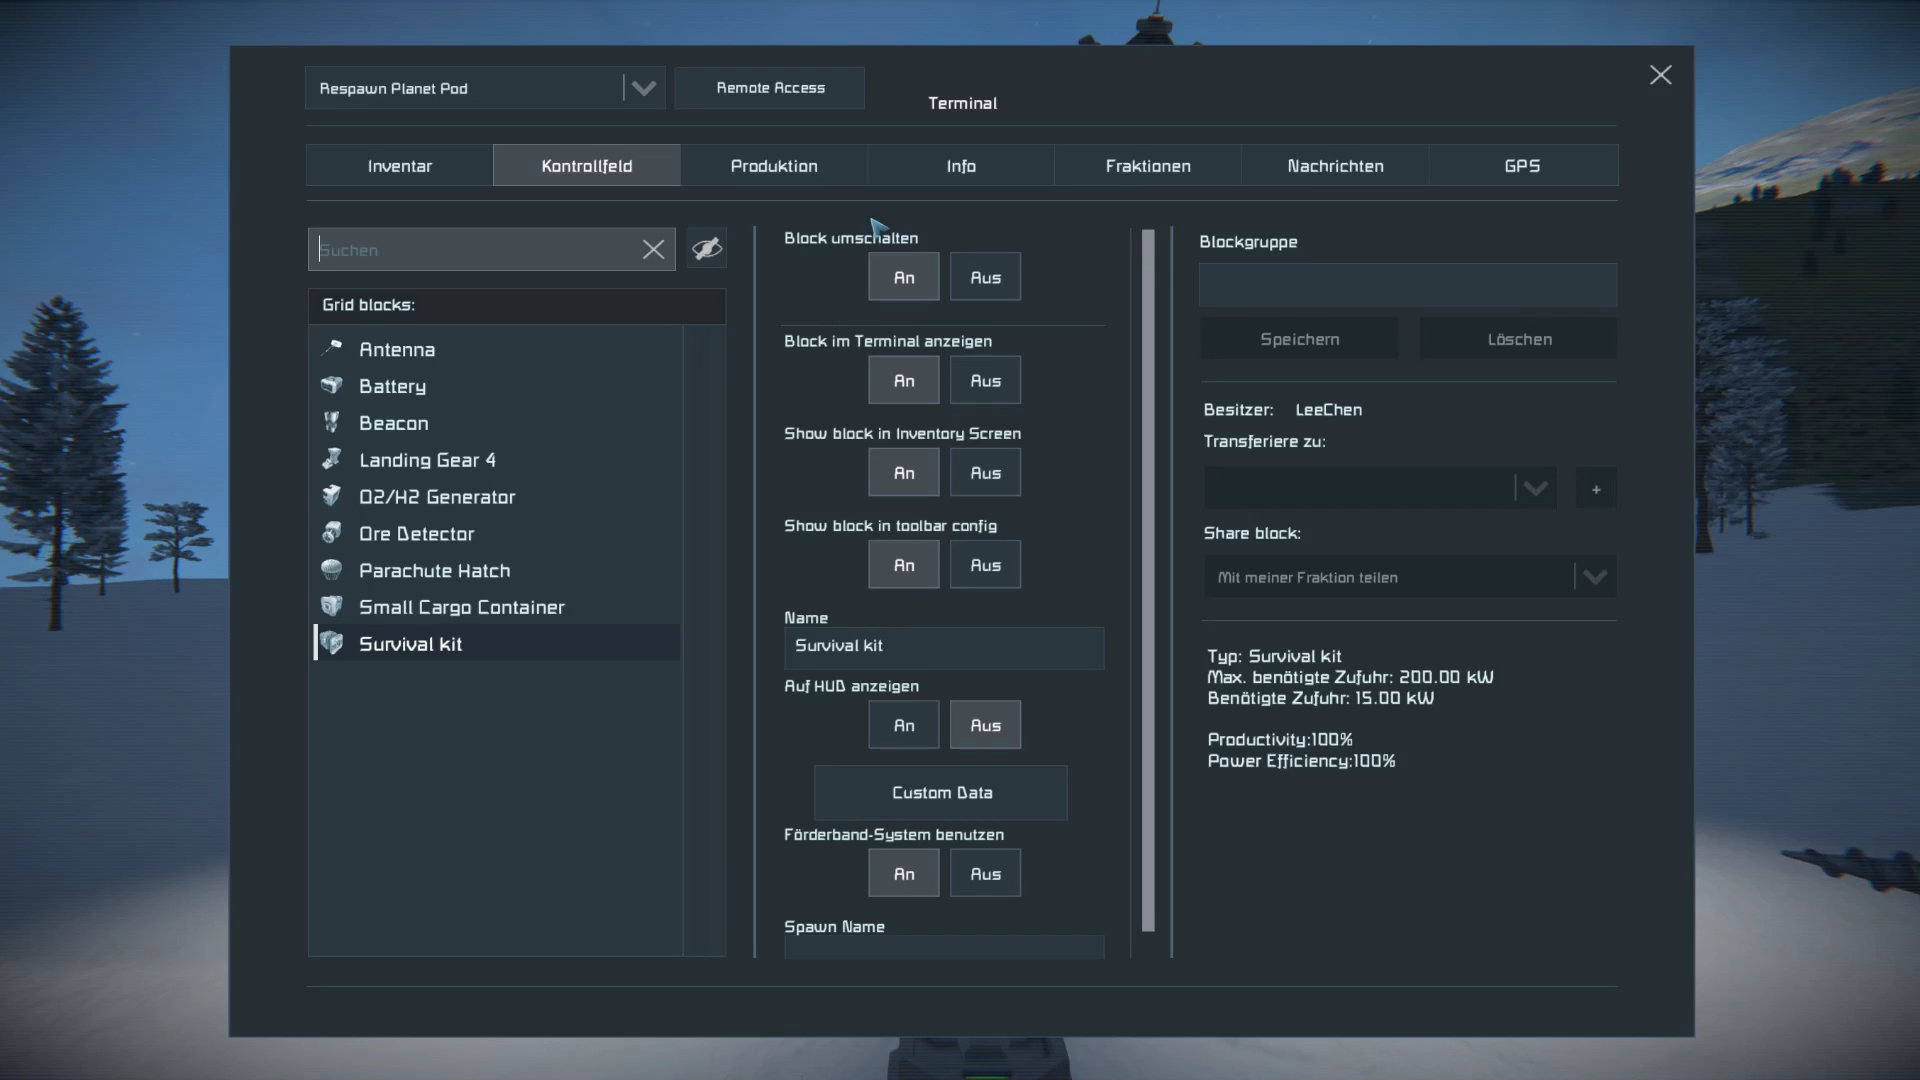 Respawn Planet Pod
Remote Access
Terminal
Inventar
Kontrollfeld
Produktion
Info
Fraktionen
Nachrichten
GPS
Suchen
Grid blocks:
Antenna
Battery
Beacon
Landing Gear 4
O2/H2 Generator
Ore Detector
Parachute Hatch
Small Cargo Container
Survival kit
Block umschalten
An Aus
Block im Terminal anzeigen
An Aus
Show block in Inventory Screen
An Aus
Show block in toolbar config
An Aus
Name
Survival kit
Auf HUD anzeigen
An Aus
Custom Data
Förderband-System benutzen
An Aus
Spawn Name
Blockgruppe
Speichern Löschen
Besitzer: LeeChen
Transferiere zu:
+
Share block:
Mit meiner Fraktion teilen
Typ: Survival kit
Max. benötigte Zufuhr: 200.00 kW
Benötigte Zufuhr: 15.00 kW
Productivity:100%
Power Efficiency:100%